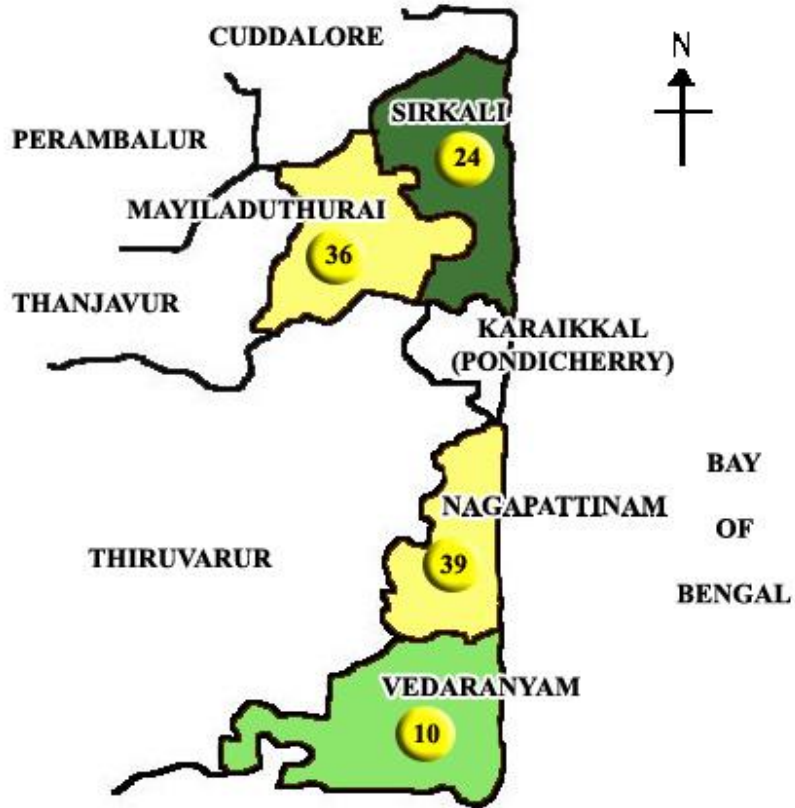 CUDDALORE
N
SIRKALI
24
PERAMBALUR
MAYILADUTHURAI
36
THANJAVUR
KARAIKKAL
(PONDICHERRY)
BAY
NAGAPATTINAM
OF
THIRUVARUR
39
BENGAL
VEDARANYAM
10